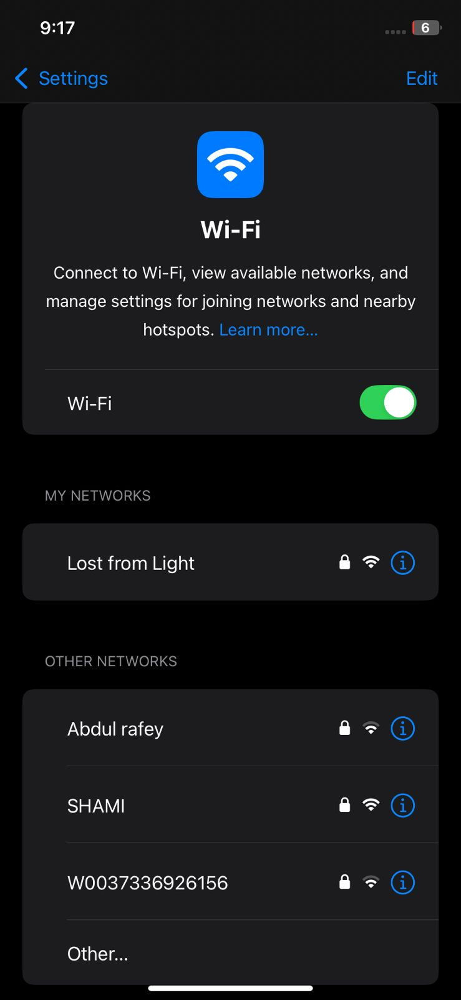 9:17
6
Settings
Edit
Wi-Fi
Connect to Wi-Fi, view available networks, and
manage settings for joining networks and nearby
hotspots. Learn more...
Wi-Fi
MY NETWORKS
Lost from Light
OTHER NETWORKS
Abdul rafey
SHAMI
W0037336926156
Other...